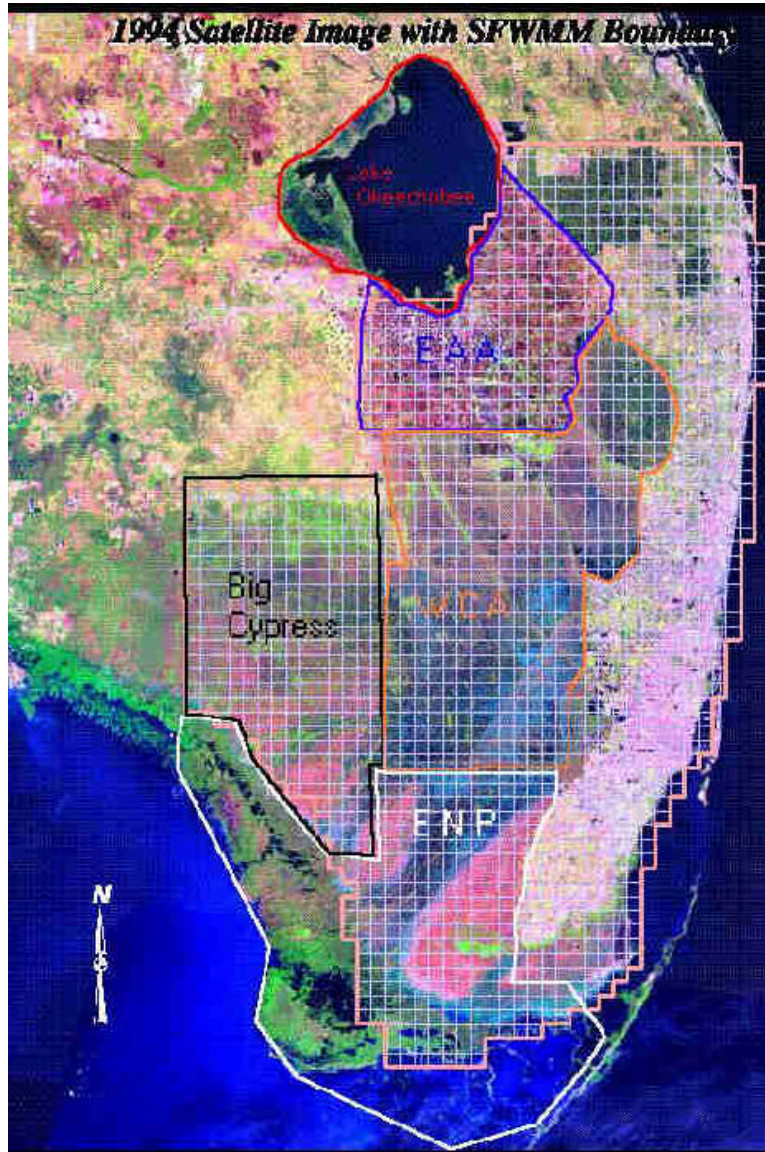 1994 Satellite Image with SFWMM Boundary
Lake
Okeechobee
EAA
Big
Cypress
WCA
ENP
N